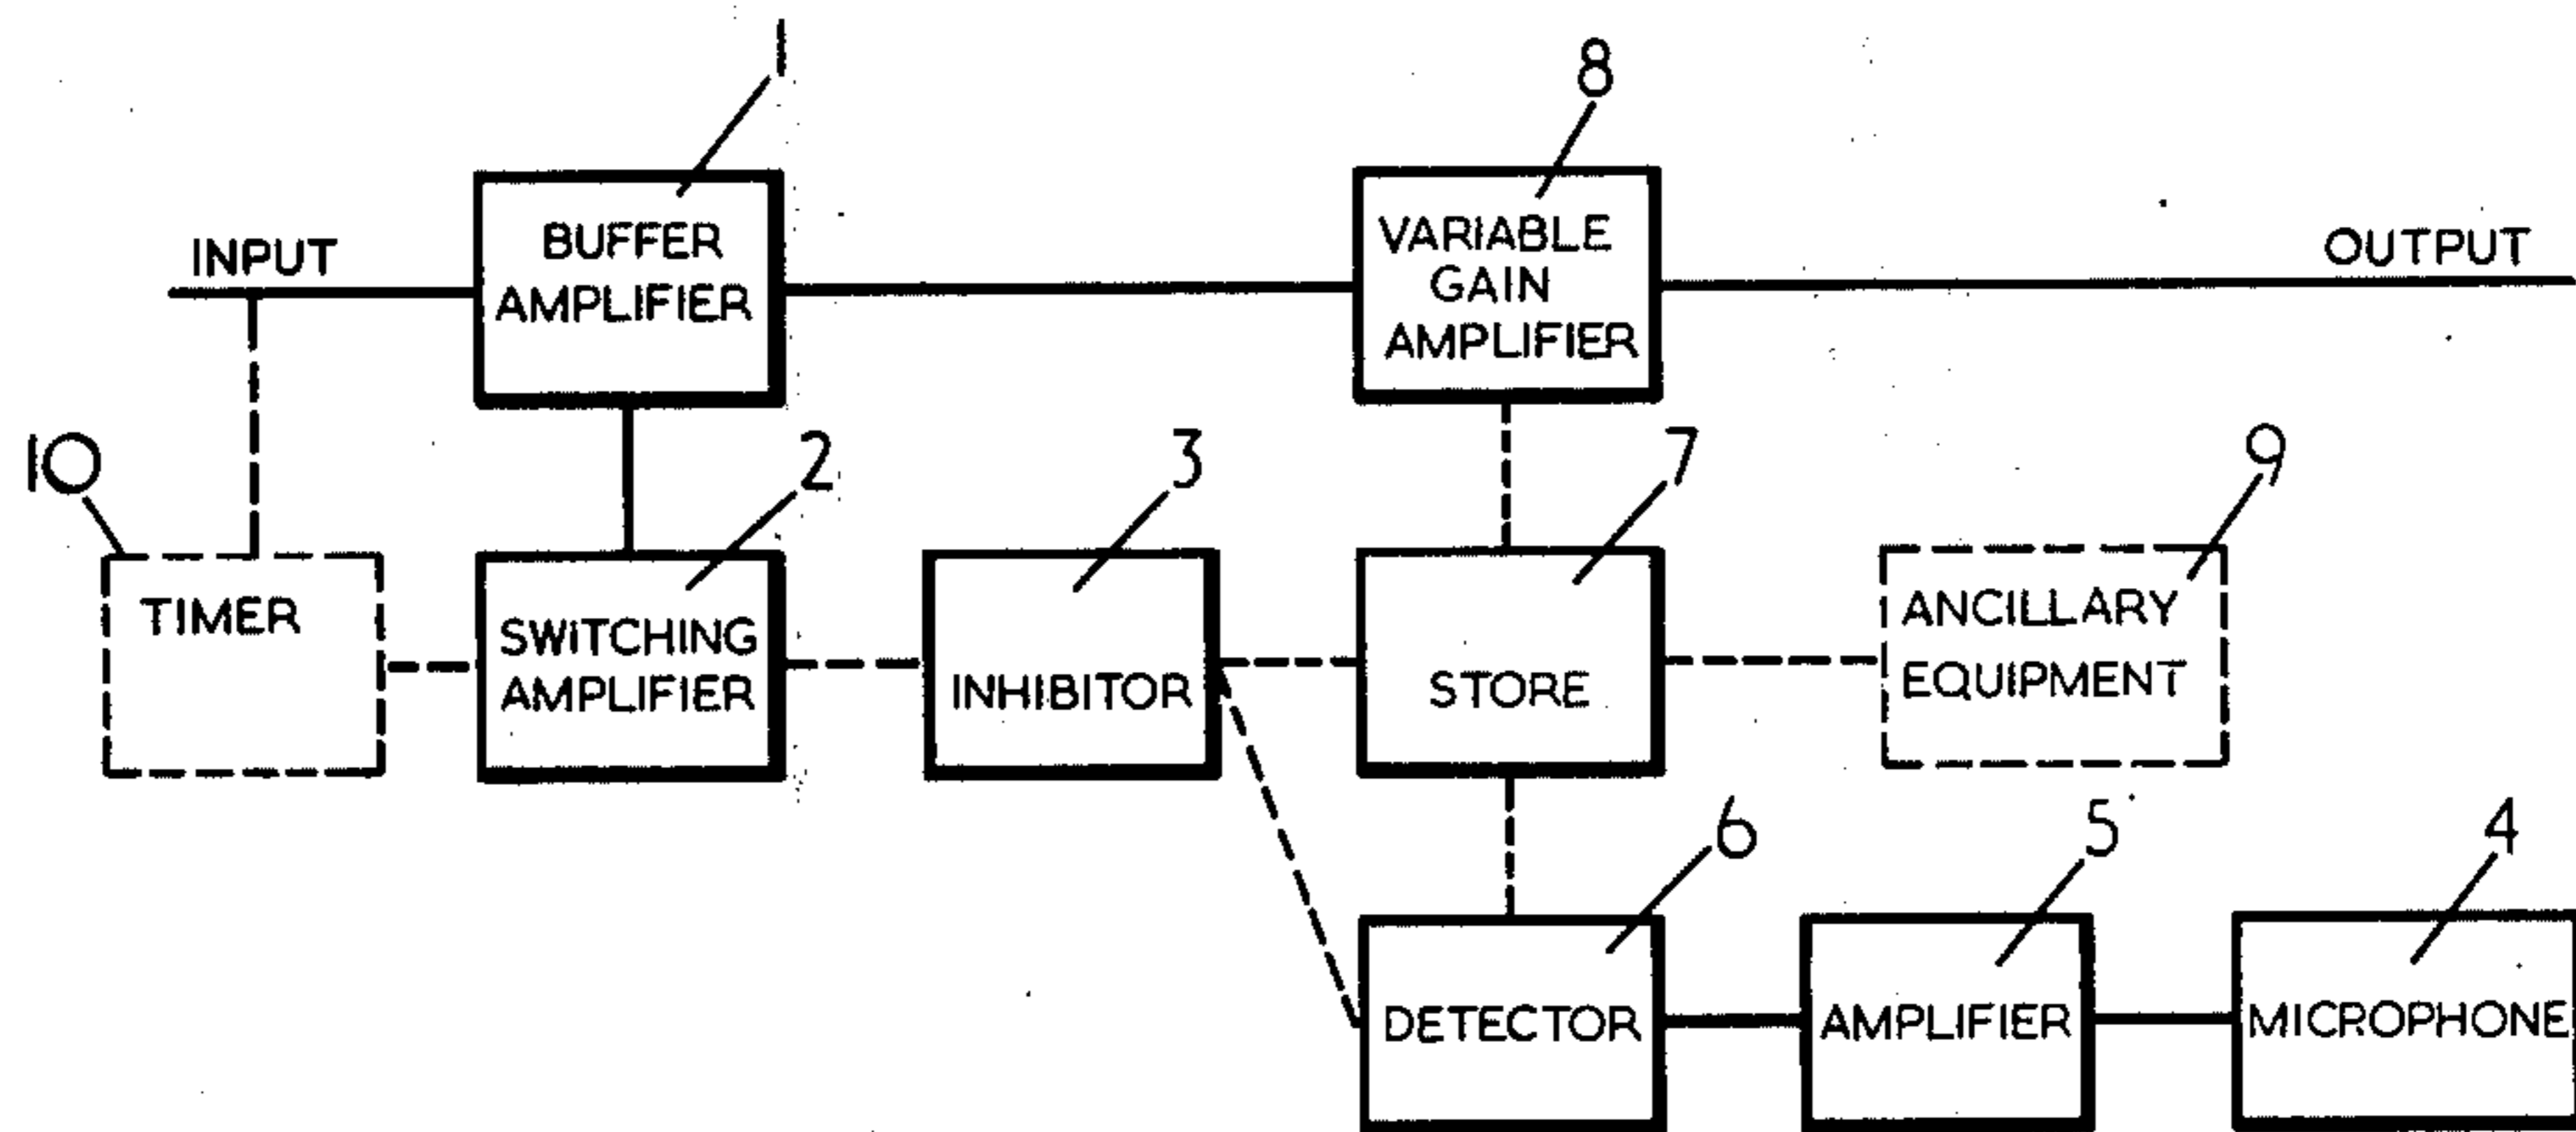 1
8
INPUT
BUFFER
AMPLIFIER
VARIABLE
GAIN
AMPLIFIER
OUTPUT
10
2
3
7
9
TIMER
SWITCHING
AMPLIFIER
INHIBITOR
STORE
ANCILLARY
EQUIPMENT
6
5
4
DETECTOR
AMPLIFIER
MICROPHONE